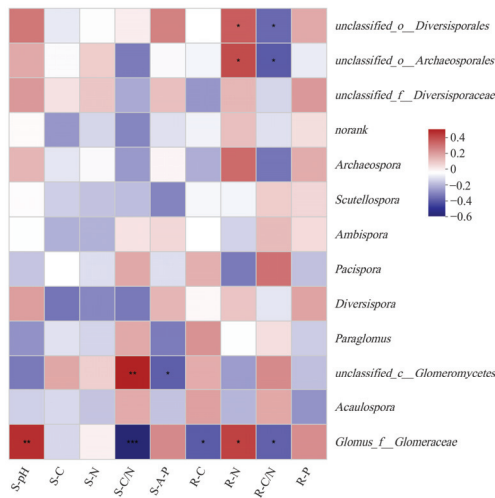 * * unclassified_o__Diversisporales
* * unclassified_o__Archaeosporales
unclassified_f__Diversisporaceae
norank
Archaespora
Scutellospora
Ambispora
Pacispora
Diversispora
Paraglomus
** * unclassified_c__Glomeromycetes
Acaulospora
** *** * * * Glomus_f__Glomeraceae
S-pH S-C S-N S-C/N S-A-P R-C R-N R-C/N R-P
0.4
0.2
0
−0.2
−0.4
−0.6